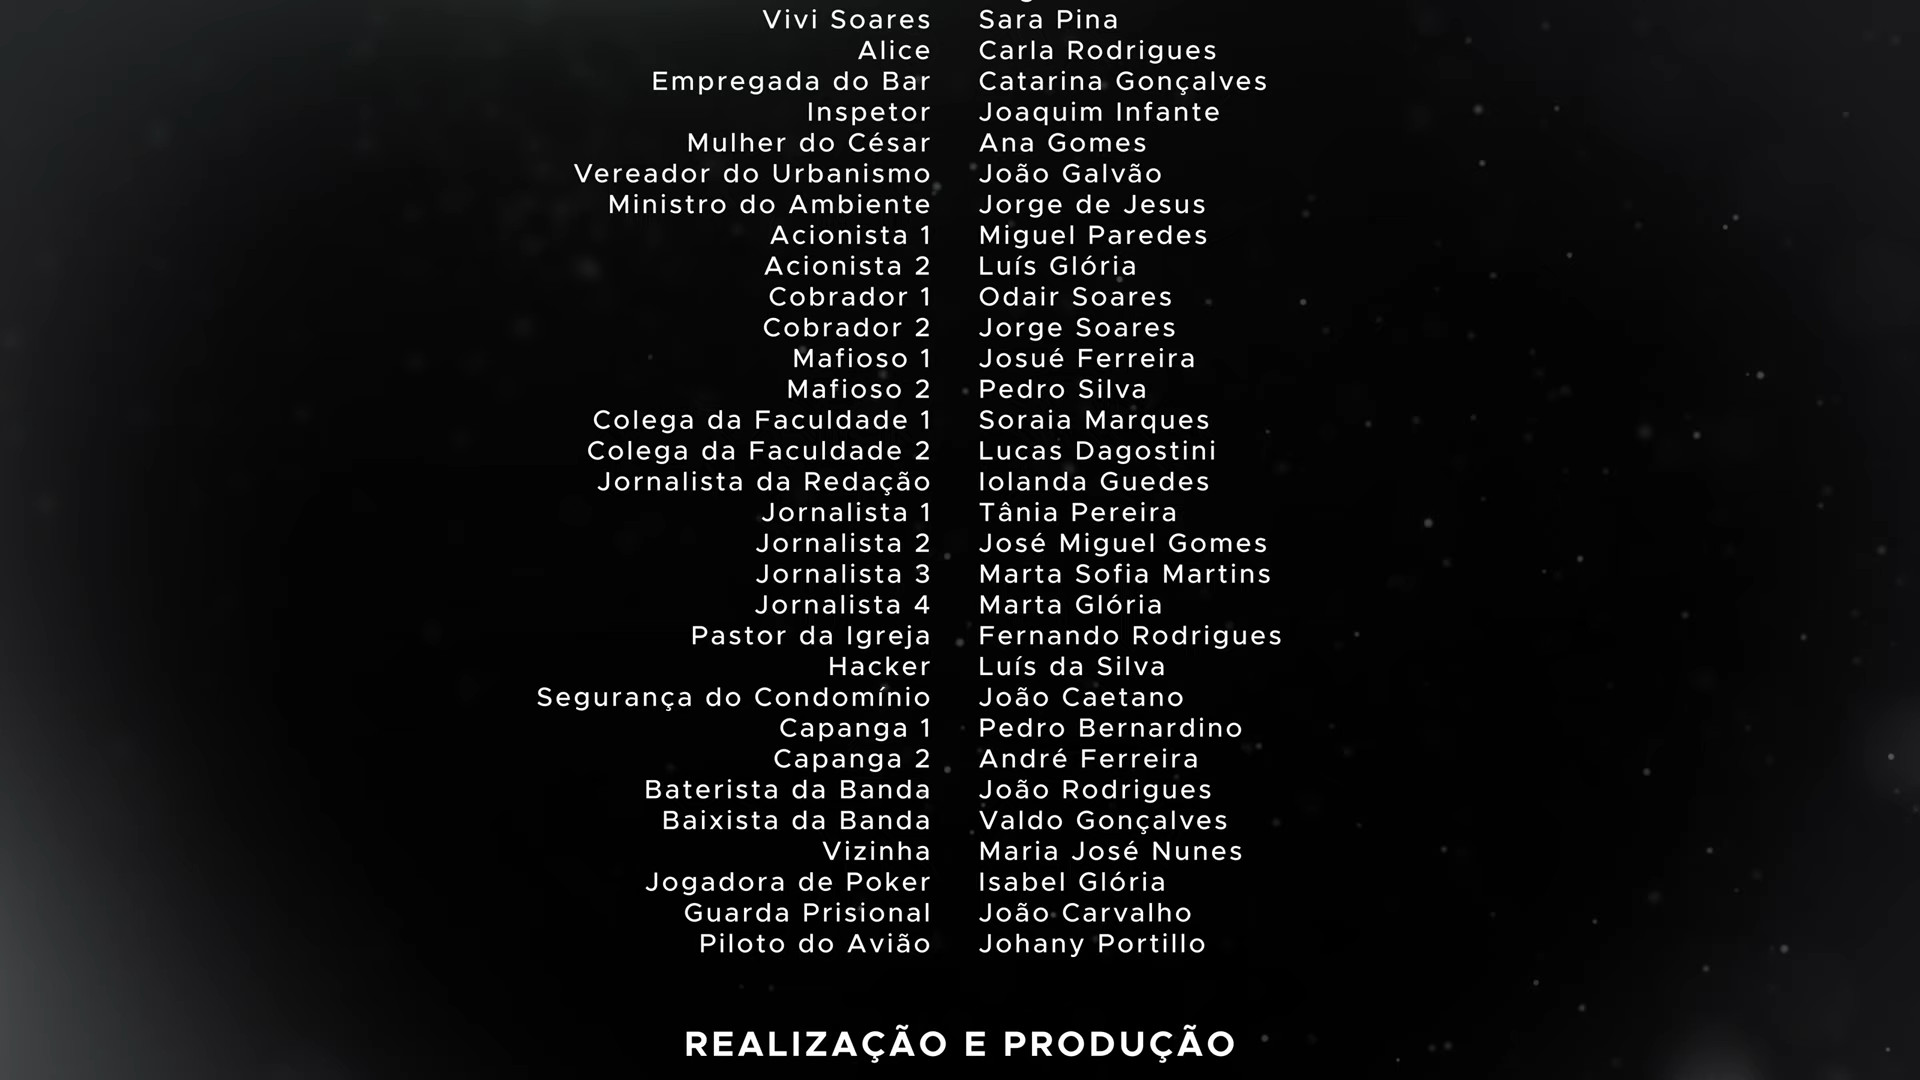 Vivi Soares Sara Pina
Alice Carla Rodrigues
Empregada do Bar Catarina Gonçalves
Inspetor Joaquim Infante
Mulher do César Ana Gomes
Vereador do Urbanismo João Galvão
Ministro do Ambiente Jorge de Jesus
Acionista 1 Miguel Paredes
Acionista 2 Luís Glória
Cobrador 1 Odair Soares
Cobrador 2 Jorge Soares
Mafioso 1 Josué Ferreira
Mafioso 2 Pedro Silva
Colega da Faculdade 1 Soraia Marques
Colega da Faculdade 2 Lucas Dagostini
Jornalista da Redação Iolanda Guedes
Jornalista 1 Tânia Pereira
Jornalista 2 José Miguel Gomes
Jornalista 3 Marta Sofia Martins
Jornalista 4 Marta Glória
Pastor da Igreja Fernando Rodrigues
Hacker Luís da Silva
Segurança do Condomínio João Caetano
Capanga 1 Pedro Bernardino
Capanga 2 André Ferreira
Baterista da Banda João Rodrigues
Baixista da Banda Valdo Gonçalves
Vizinha Maria José Nunes
Jogadora de Poker Isabel Glória
Guarda Prisional João Carvalho
Piloto do Avião Johany Portillo
REALIZAÇÃO E PRODUÇÃO